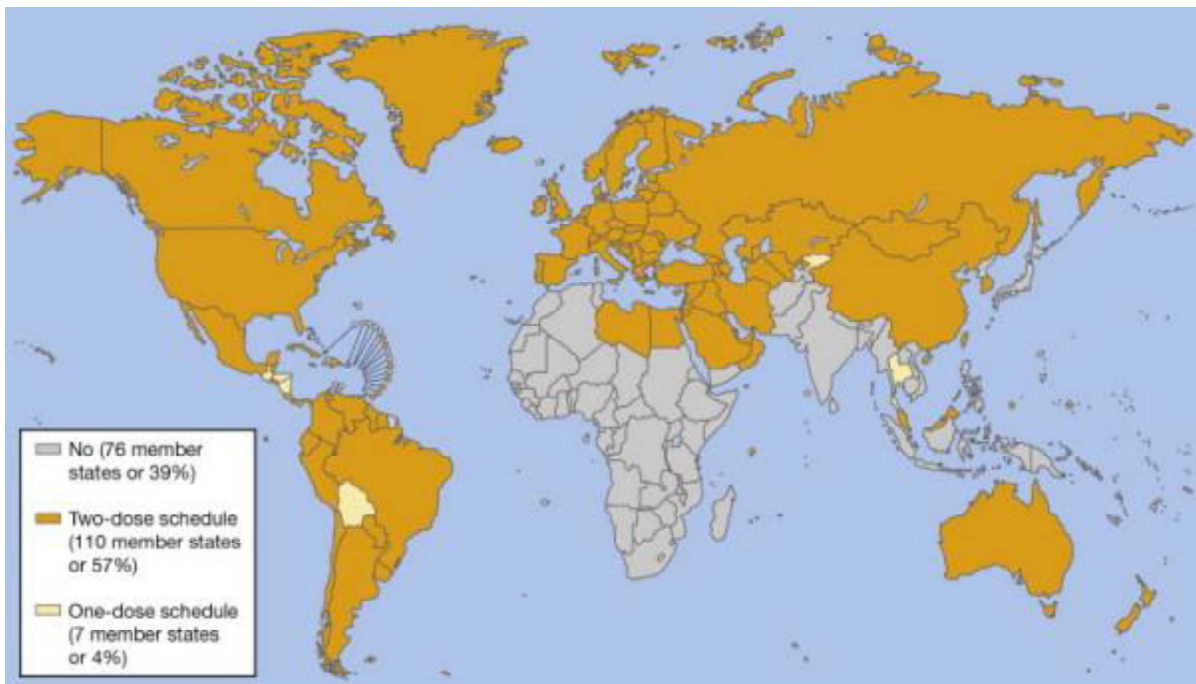 No (76 member
states or 39%)
Two-dose schedule
(110 member states
or 57%)
One-dose schedule
(7 member states
or 4%)